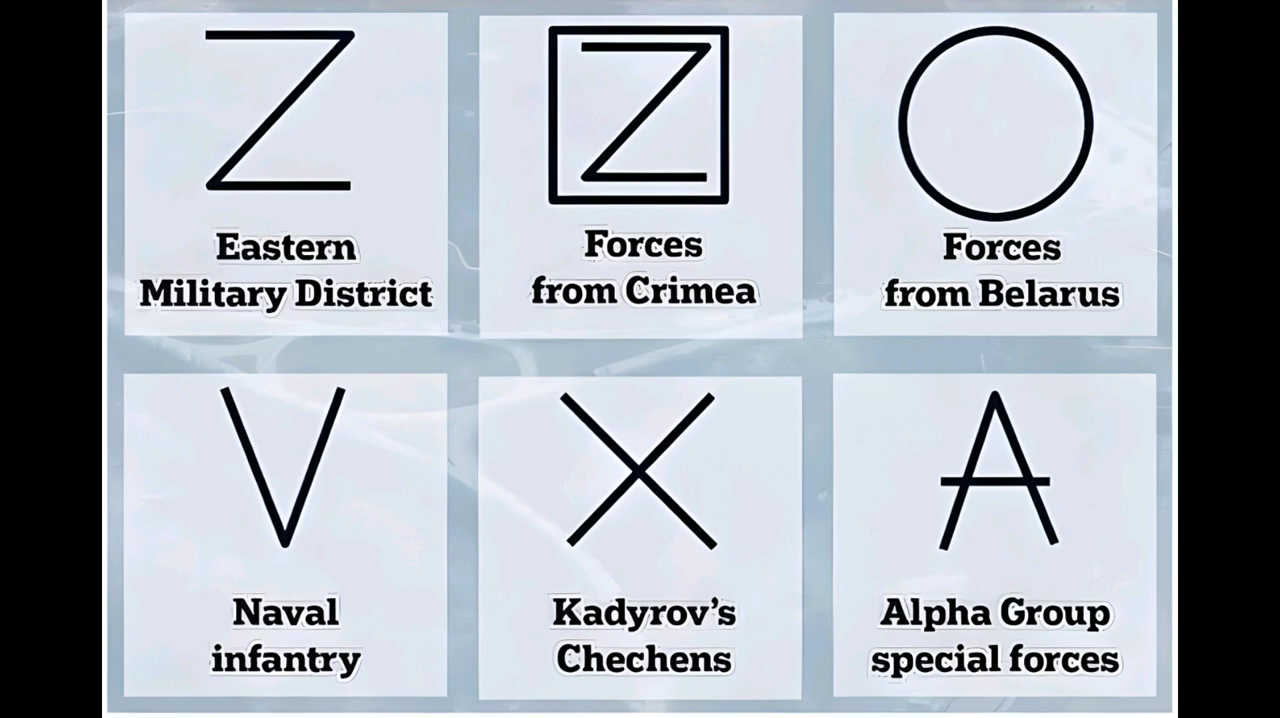 Z
Z
O
Eastern
Military District
Forces
from Crimea
Forces
from Belarus
V
X
A
Naval
infantry
Kadyrov's
Chechens
Alpha Group
special forces